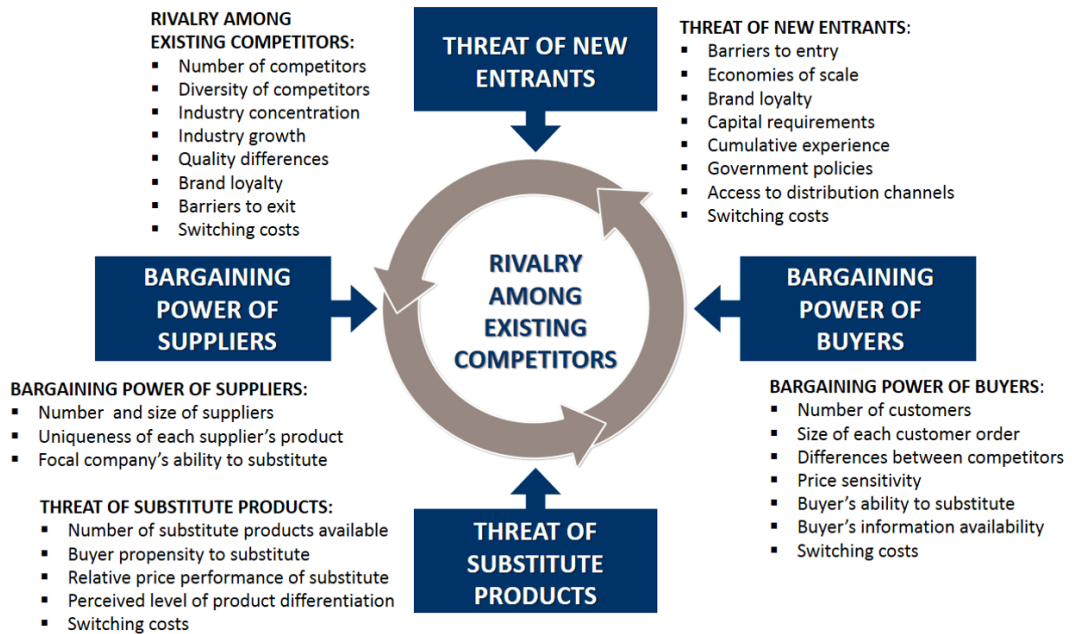 RIVALRY AMONG
EXISTING COMPETITORS:
▪ Number of competitors
▪ Diversity of competitors
▪ Industry concentration
▪ Industry growth
▪ Quality differences
▪ Brand loyalty
▪ Barriers to exit
▪ Switching costs
THREAT OF NEW
ENTRANTS
THREAT OF NEW ENTRANTS:
▪ Barriers to entry
▪ Economies of scale
▪ Brand loyalty
▪ Capital requirements
▪ Cumulative experience
▪ Government policies
▪ Access to distribution channels
▪ Switching costs
BARGAINING
POWER OF
SUPPLIERS
RIVALRY
AMONG
EXISTING
COMPETITORS
BARGAINING
POWER OF
BUYERS
BARGAINING POWER OF SUPPLIERS:
▪ Number and size of suppliers
▪ Uniqueness of each supplier’s product
▪ Focal company’s ability to substitute
BARGAINING POWER OF BUYERS:
▪ Number of customers
▪ Size of each customer order
▪ Differences between competitors
▪ Price sensitivity
▪ Buyer’s ability to substitute
▪ Buyer’s information availability
▪ Switching costs
THREAT OF SUBSTITUTE PRODUCTS:
▪ Number of substitute products available
▪ Buyer propensity to substitute
▪ Relative price performance of substitute
▪ Perceived level of product differentiation
▪ Switching costs
THREAT OF
SUBSTITUTE
PRODUCTS